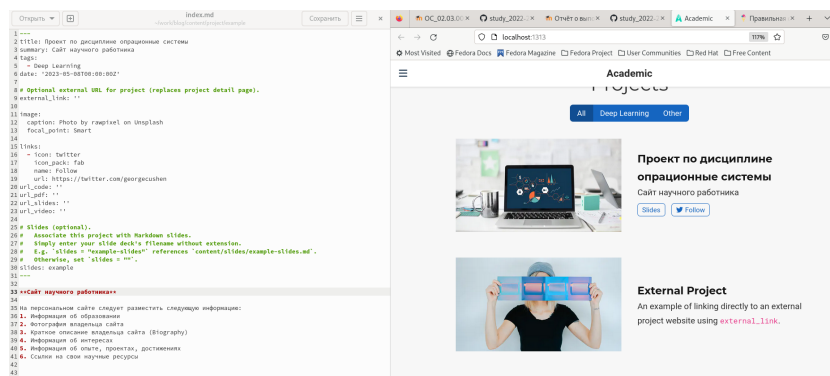 Открыть
index.md
~/work/blog/content/project/example
Сохранить
1 ---
2 title: Проект по дисциплине опрационные системы
3 summary: Сайт научного работника
4 tags:
5 - Deep Learning
6 date: '2023-05-08T00:00:00Z'
7
8 # Optional external URL for project (replaces project detail page).
9 external_link: ''
10
11 image:
12 caption: Photo by rawpixel on Unsplash
13 focal_point: Smart
14
15 links:
16 - icon: twitter
17 icon_pack: fab
18 name: Follow
19 url: https://twitter.com/georgecushen
20 url_code: ''
21 url_pdf: ''
22 url_slides: ''
23 url_video: ''
24
25 # Slides (optional).
26 # Associate this project with Markdown slides.
27 # Simply enter your slide deck's filename without extension.
28 # E.g. `slides = "example-slides"` references `content/slides/example-slides.md`.
29 # Otherwise, set `slides = ""`.
30 slides: example
31 ---
32
33 **Сайт научного работника**
34
35 На персональном сайте следует разместить следующую информацию:
36 1. Информация об образовании
37 2. Фотография владельца сайта
38 3. Краткое описание владельца сайта (Biography)
39 4. Информация об интересах
40 5. Информация об опыте, проектах, достижениях
41 6. Ссылки на свои научные ресурсы
42
43
ОС_02.03.00
study_2022-
Отчёт о вып
study_2022-
Academic
Правильная
localhost:1313
117%
Most Visited Fedora Docs Fedora Magazine Fedora Project User Communities Red Hat Free Content
Academic
Projects
All Deep Learning Other
Проект по дисциплине
опрационные системы
Сайт научного работника
Slides Follow
External Project
An example of linking directly to an external
project website using external_link.